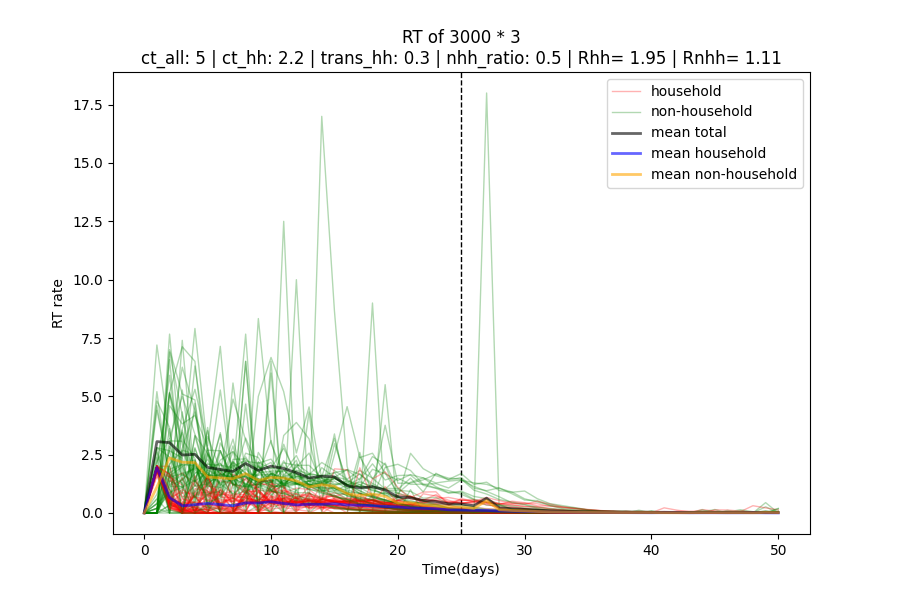 RT of 3000 * 3
ct_all: 5 | ct_hh: 2.2 | trans_hh: 0.3 | nhh_ratio: 0.5 | Rhh= 1.95 | Rnhh= 1.11
household
non-household
mean total
mean household
mean non-household
RT rate
17.5
15.0
12.5
10.0
7.5
5.0
2.5
0.0
0 10 20 30 40 50
Time(days)